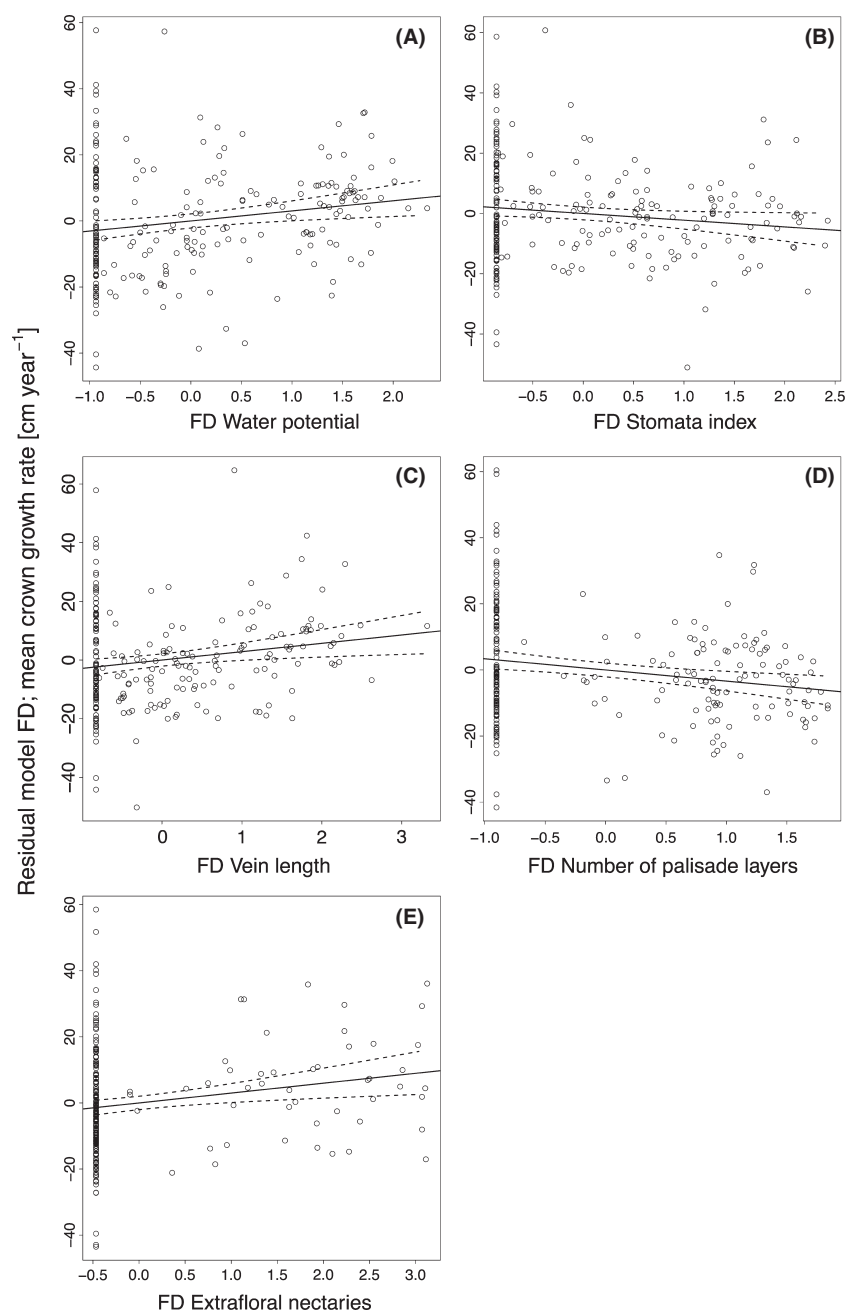 Residual model FD; mean crown growth rate [cm year⁻¹]
(A)
60
40
20
0
−20
−40
−1.0 −0.5 0.0 0.5 1.0 1.5 2.0
FD Water potential
(B)
60
40
20
0
−20
−40
−0.5 0.0 0.5 1.0 1.5 2.0 2.5
FD Stomata index
(C)
60
40
20
0
−20
−40
0 1 2 3
FD Vein length
(D)
60
40
20
0
−20
−40
−1.0 −0.5 0.0 0.5 1.0 1.5
FD Number of palisade layers
(E)
60
40
20
0
−20
−40
−0.5 0.0 0.5 1.0 1.5 2.0 2.5 3.0
FD Extrafloral nectaries